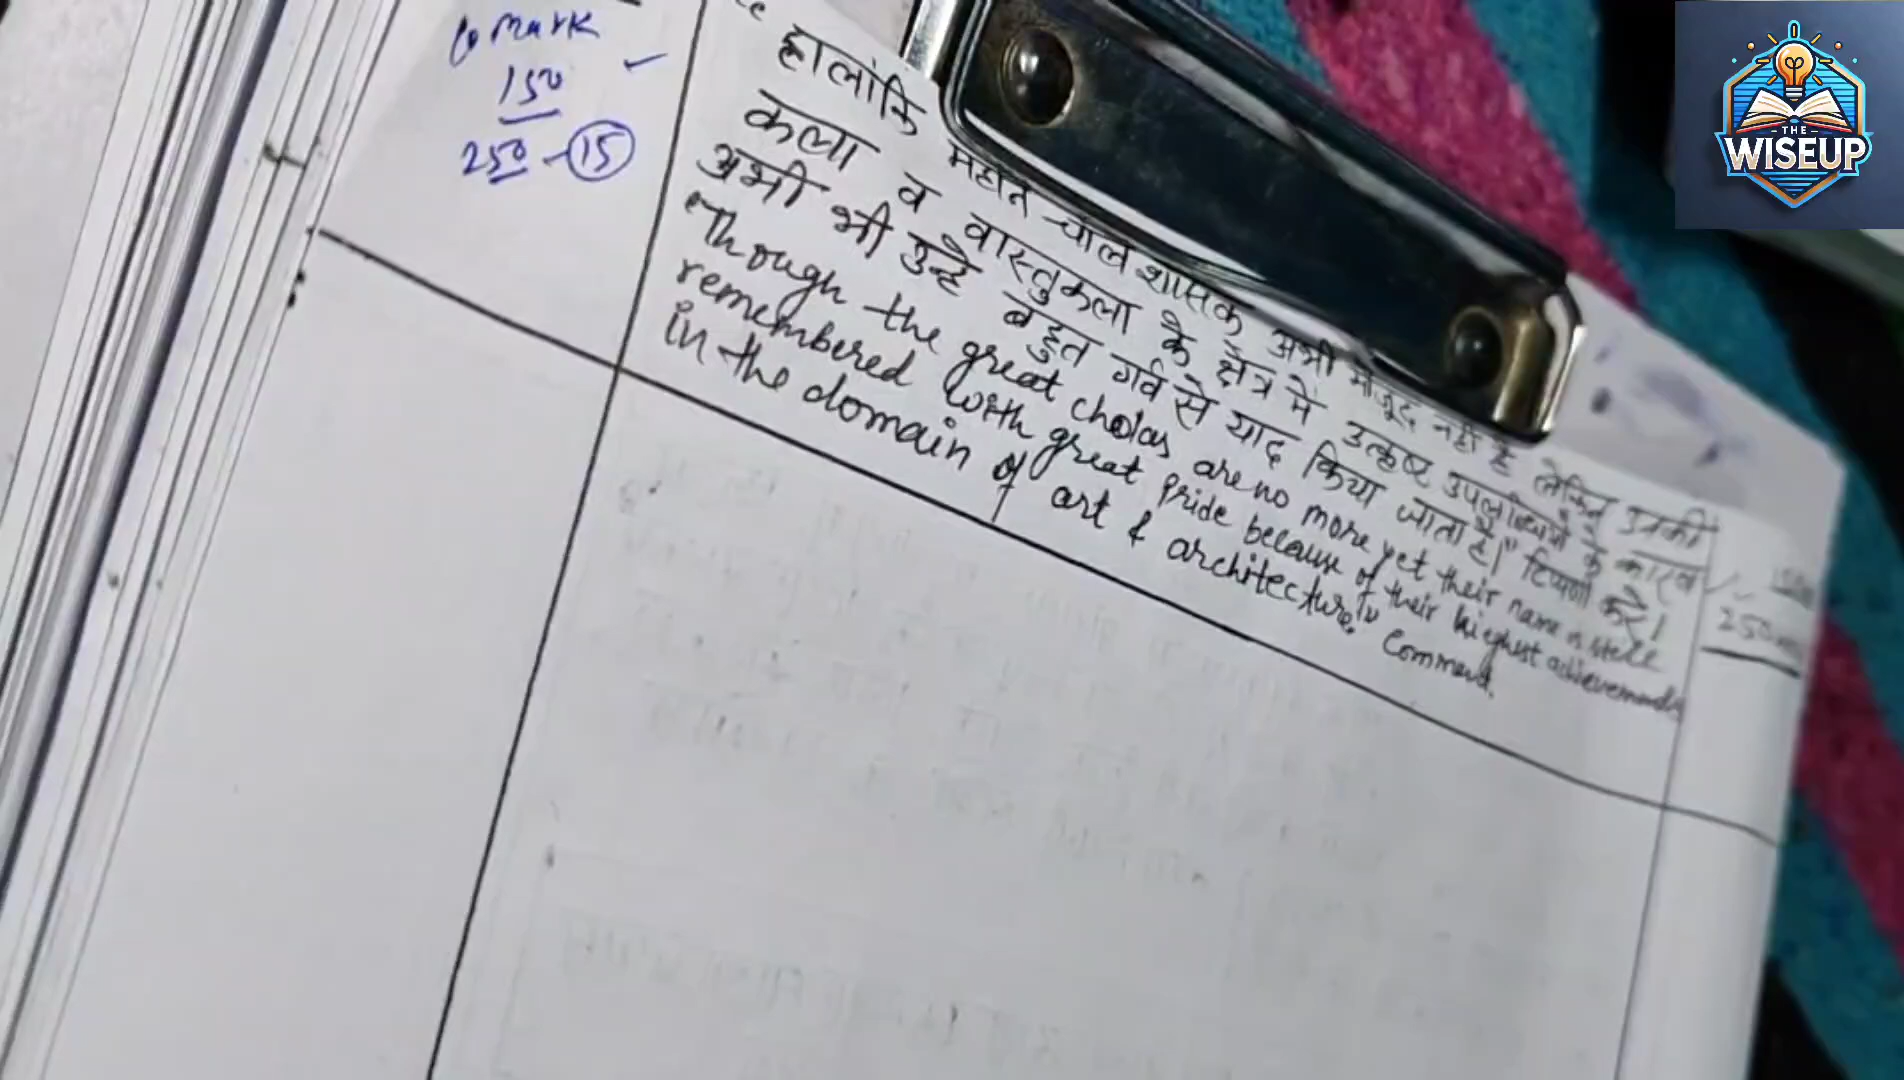 10 mark
150
250 - 15
हालांकि महान चोल शासक अभी मौजूद नहीं है लेकिन उनकी
कला व वास्तुकला के क्षेत्र में उत्कृष्ट उपलब्धियों के कारण
अभी भी उन्हे बहुत गर्व से याद किया जाता है।" टिप्पणी करें।
"Though the great cholas are no more yet their name is still
remembered with great pride because of their highest achievements
in the domain of art & architecture." Comment.
250
THE
WISEUP